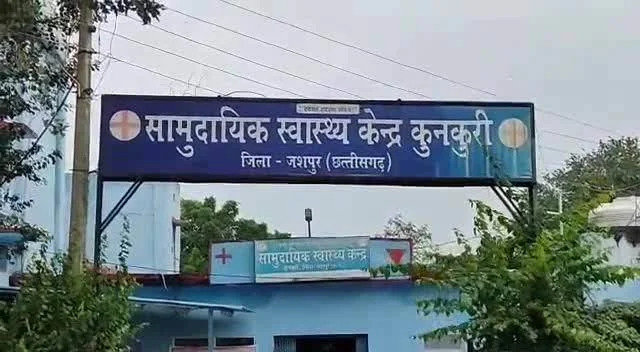 सामुदायिक स्वास्थ्य केन्द्र कुनकुरी
जिला - जशपुर (छत्तीसगढ़)
सामुदायिक स्वास्थ्य केन्द्र